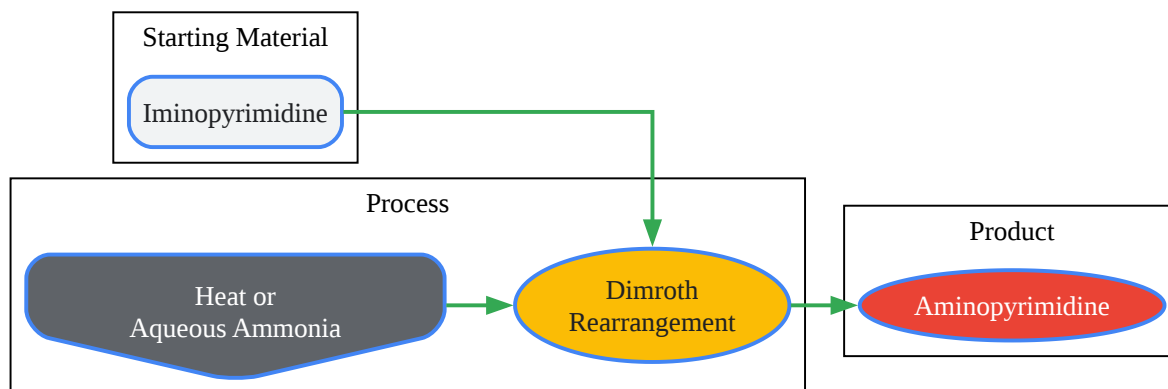 Starting Material
Iminopyrimidine
Process
Heat or
Aqueous Ammonia
Dimroth
Rearrangement
Product
Aminopyrimidine